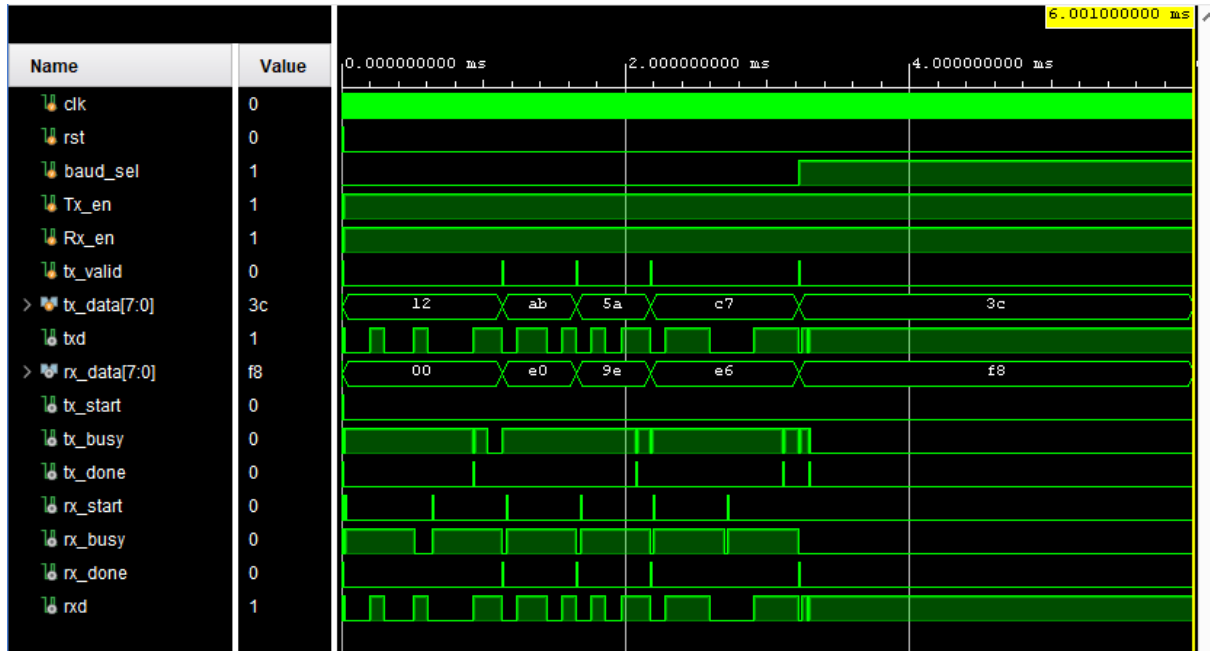 6.001000000 ms
Name Value 0.000000000 ms 2.000000000 ms 4.000000000 ms
clk 0
rst 0
baud_sel 1
Tx_en 1
Rx_en 1
tx_valid 0
tx_data[7:0] 3c 12 ab 5a c7 3c
txd 1
rx_data[7:0] f8 00 e0 9e e6 f8
tx_start 0
tx_busy 0
tx_done 0
rx_start 0
rx_busy 0
rx_done 0
rxd 1